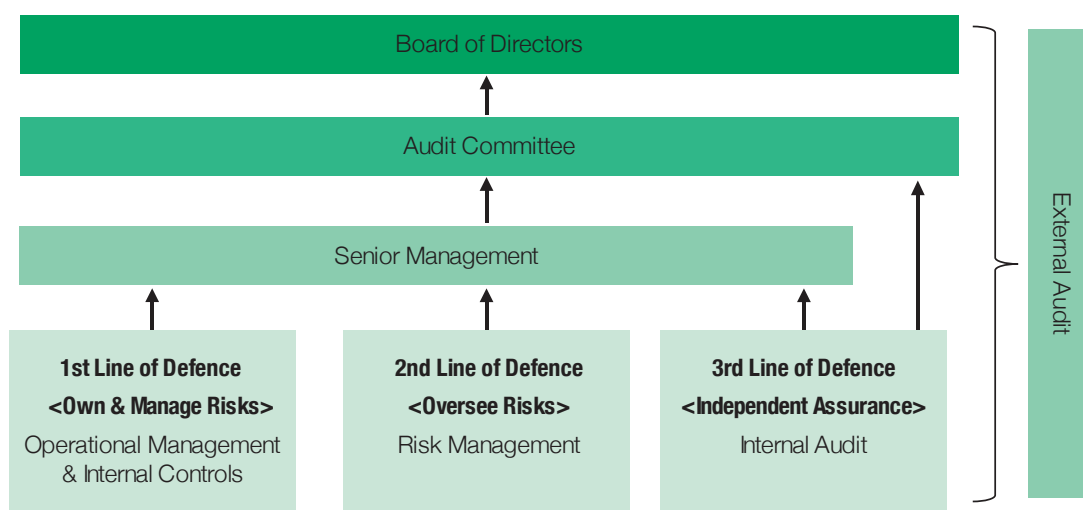 Board of Directors
Audit Committee
Senior Management
1st Line of Defence
<Own & Manage Risks>
Operational Management
& Internal Controls
2nd Line of Defence
<Oversee Risks>
Risk Management
3rd Line of Defence
<Independent Assurance>
Internal Audit
External Audit